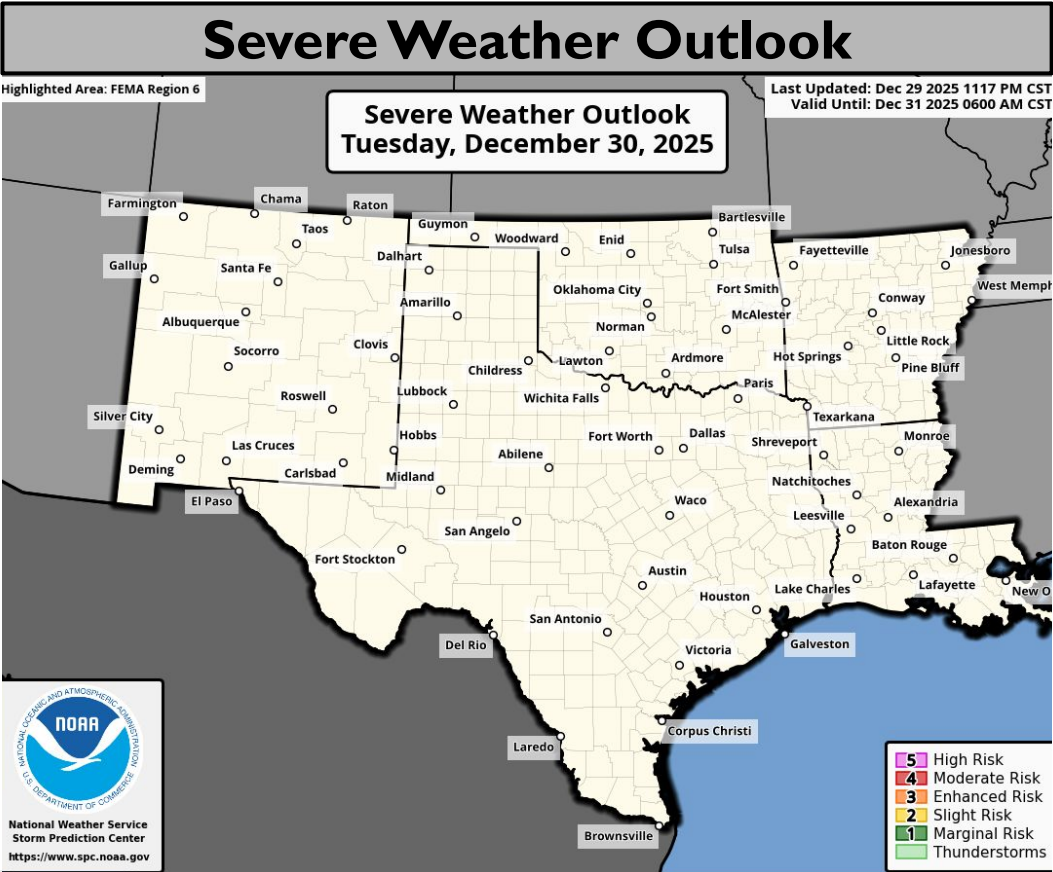 Severe Weather Outlook
Highlighted Area: FEMA Region 6
Last Updated: Dec 29 2025 1117 PM CST
Valid Until: Dec 31 2025 0600 AM CST
Severe Weather Outlook
Tuesday, December 30, 2025
Farmington
Chama
Raton
Taos
Guymon
Woodward
Enid
Bartlesville
Tulsa
Fayetteville
Jonesboro
Gallup
Santa Fe
Dalhart
Oklahoma City
Fort Smith
West Memph
Albuquerque
Amarillo
Norman
McAlester
Conway
Socorro
Clovis
Childress
Lawton
Ardmore
Hot Springs
Little Rock
Pine Bluff
Roswell
Lubbock
Wichita Falls
Paris
Texarkana
Silver City
Las Cruces
Hobbs
Fort Worth
Dallas
Shreveport
Monroe
Deming
Carlsbad
Midland
Abilene
Natchitoches
El Paso
San Angelo
Waco
Leesville
Alexandria
Fort Stockton
Austin
Baton Rouge
Houston
Lake Charles
Lafayette
New O
San Antonio
Del Rio
Victoria
Galveston
Laredo
Corpus Christi
Brownsville
NATIONAL OCEANIC AND ATMOSPHERIC ADMINISTRATION
NOAA
U.S. DEPARTMENT OF COMMERCE
National Weather Service
Storm Prediction Center
https://www.spc.noaa.gov
5 High Risk
4 Moderate Risk
3 Enhanced Risk
2 Slight Risk
1 Marginal Risk
Thunderstorms